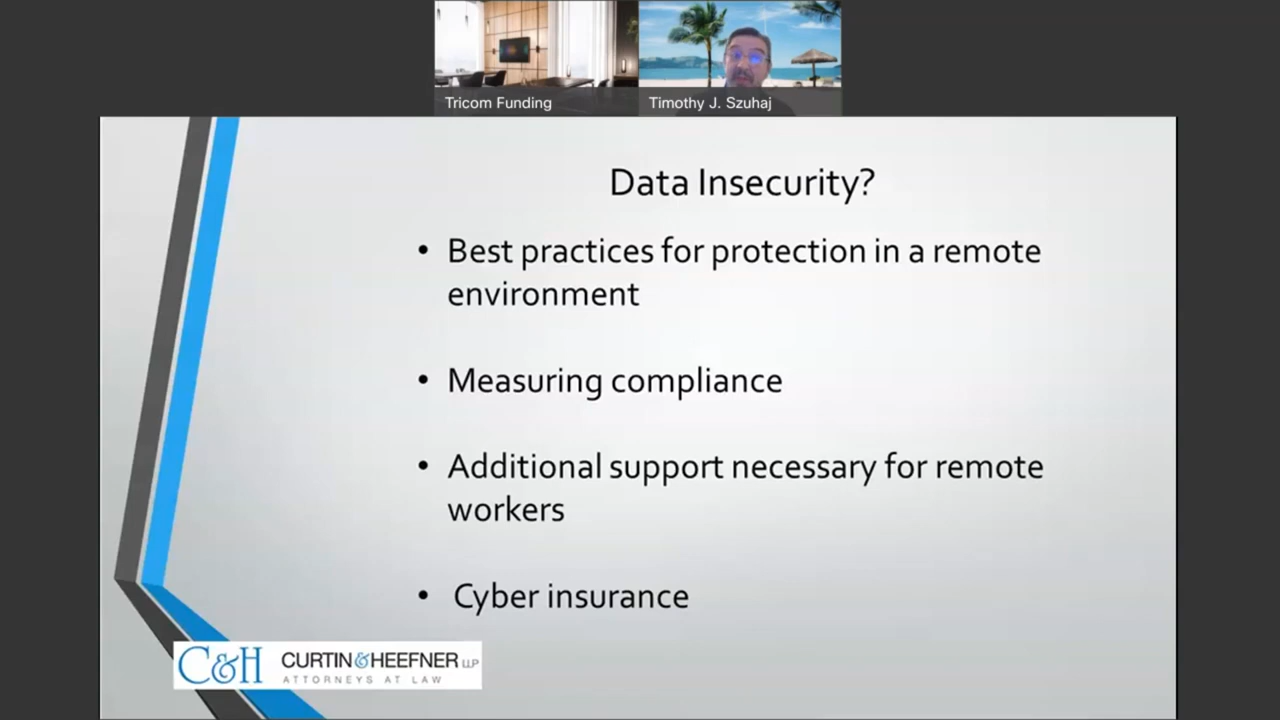 Tricom Funding
Timothy J. Szuhaj
Data Insecurity?
• Best practices for protection in a remote
environment
• Measuring compliance
• Additional support necessary for remote
workers
• Cyber insurance
C&H CURTIN & HEEFNER LLP
ATTORNEYS AT LAW